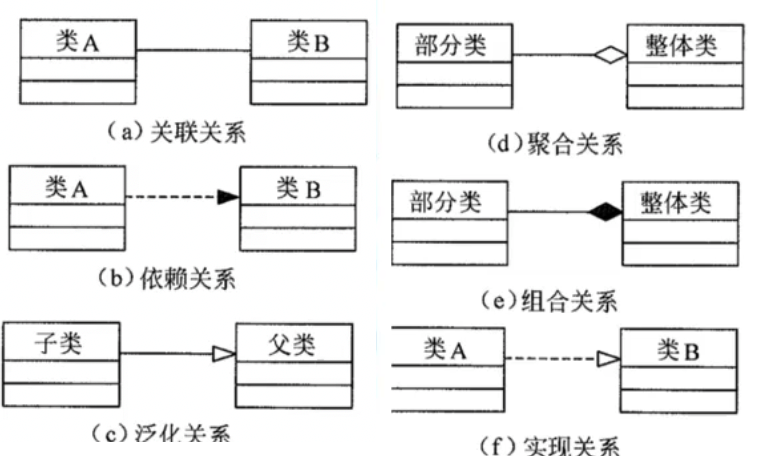 类A
类B
(a)关联关系
类A
类B
(b)依赖关系
子类
父类
(c)泛化关系
部分类
整体类
(d)聚合关系
部分类
整体类
(e)组合关系
类A
类B
(f)实现关系